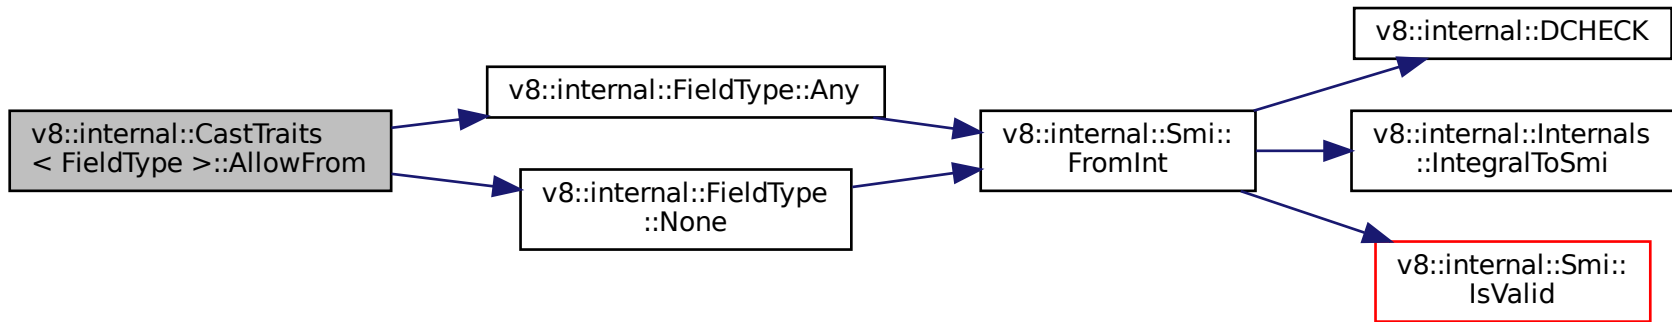 v8::internal::CastTraits
< FieldType >::AllowFrom
v8::internal::FieldType::Any
v8::internal::FieldType
::None
v8::internal::Smi::
FromInt
v8::internal::DCHECK
v8::internal::Internals
::IntegralToSmi
v8::internal::Smi::
IsValid